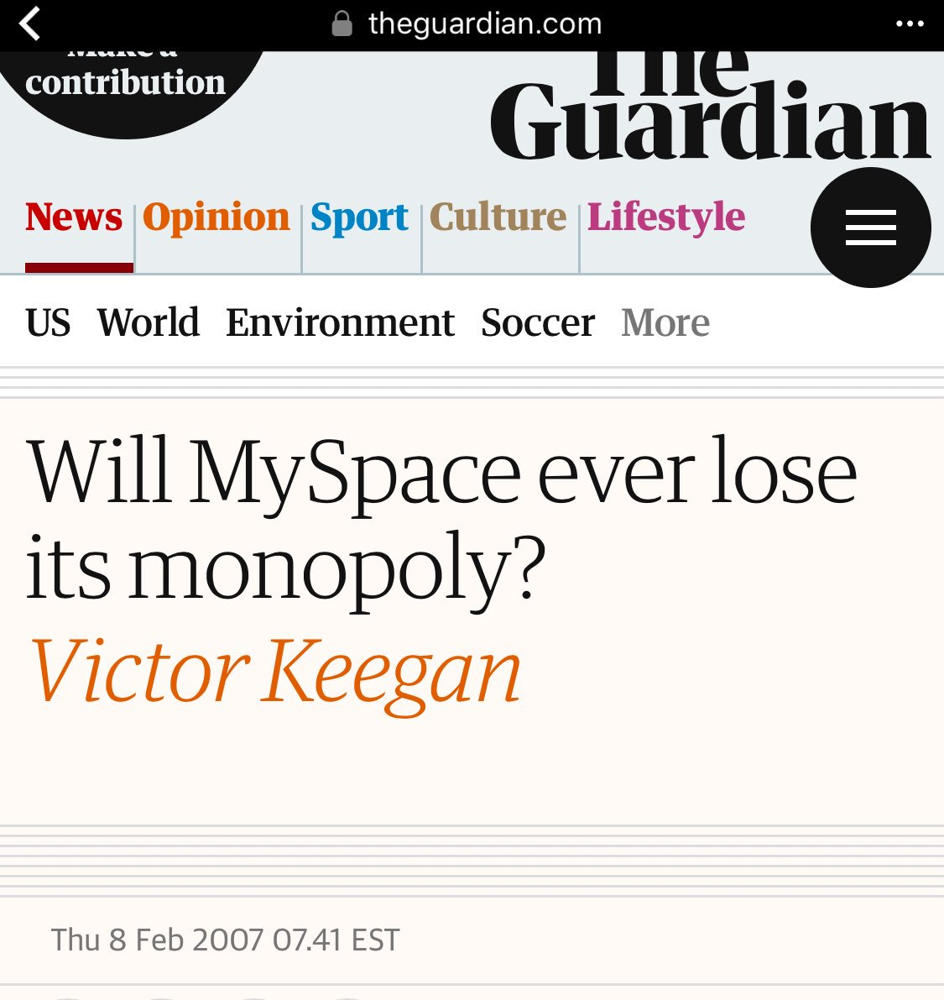 theguardian.com
Make a
contribution
The
Guardian
News Opinion Sport Culture Lifestyle
US World Environment Soccer More
Will MySpace ever lose
its monopoly?
Victor Keegan
Thu 8 Feb 2007 07.41 EST